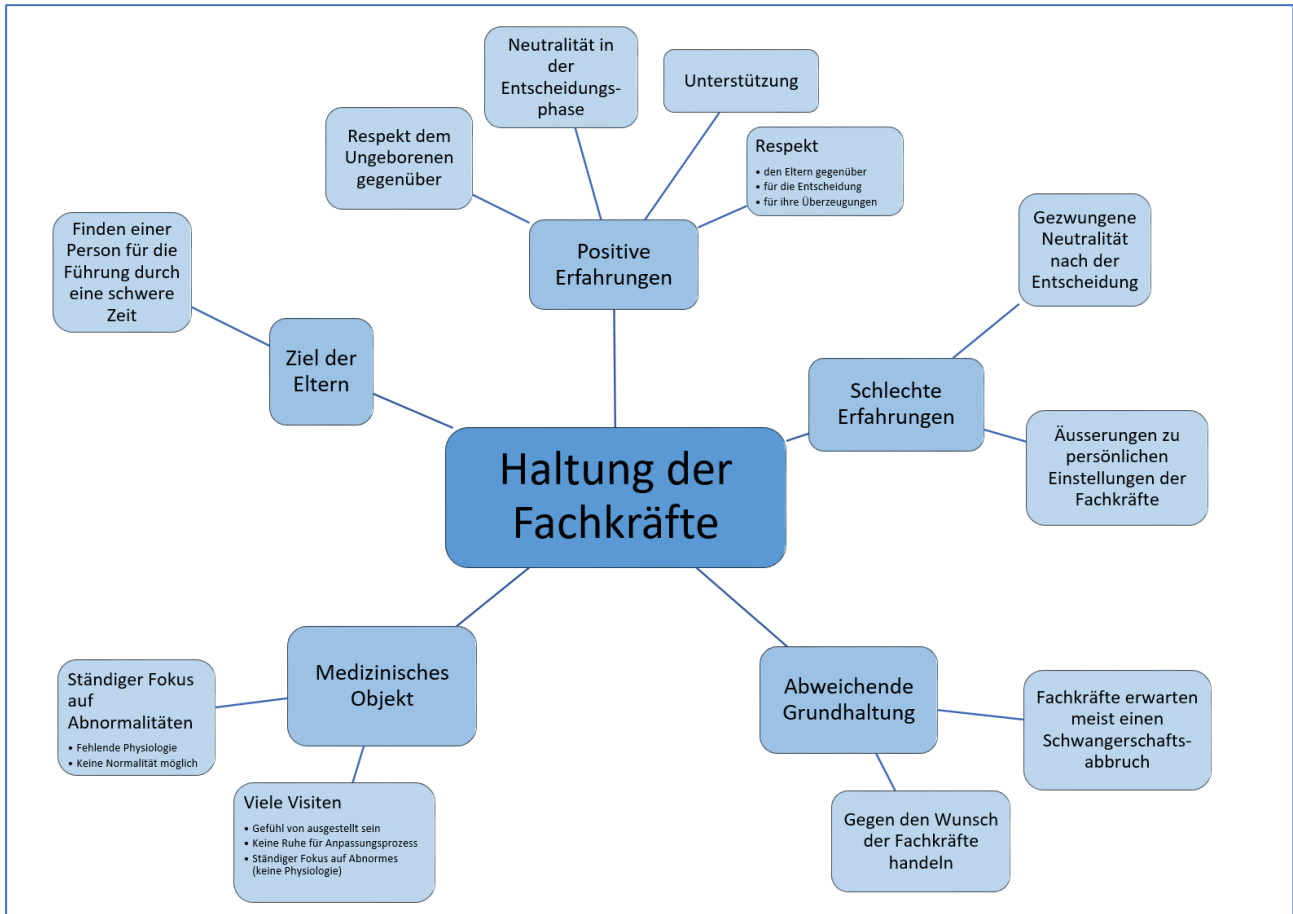 Neutralität in
der
Entscheidungs-
phase
Unterstützung
Respekt dem
Ungeborenen
gegenüber
Respekt
• den Eltern gegenüber
• für die Entscheidung
• für ihre Überzeugungen
Positive
Erfahrungen
Finden einer
Person für die
Führung durch
eine schwere
Zeit
Ziel der
Eltern
Gezwungene
Neutralität
nach der
Entscheidung
Schlechte
Erfahrungen
Äusserungen zu
persönlichen
Einstellungen der
Fachkräfte
Haltung der
Fachkräfte
Medizinisches
Objekt
Ständiger Fokus
auf
Abnormalitäten
• Fehlende Physiologie
• Keine Normalität möglich
Viele Visiten
• Gefühl von ausgestellt sein
• Keine Ruhe für Anpassungsprozess
• Ständiger Fokus auf Abnormes
(keine Physiologie)
Abweichende
Grundhaltung
Fachkräfte erwarten
meist einen
Schwangerschafts-
abbruch
Gegen den Wunsch
der Fachkräfte
handeln